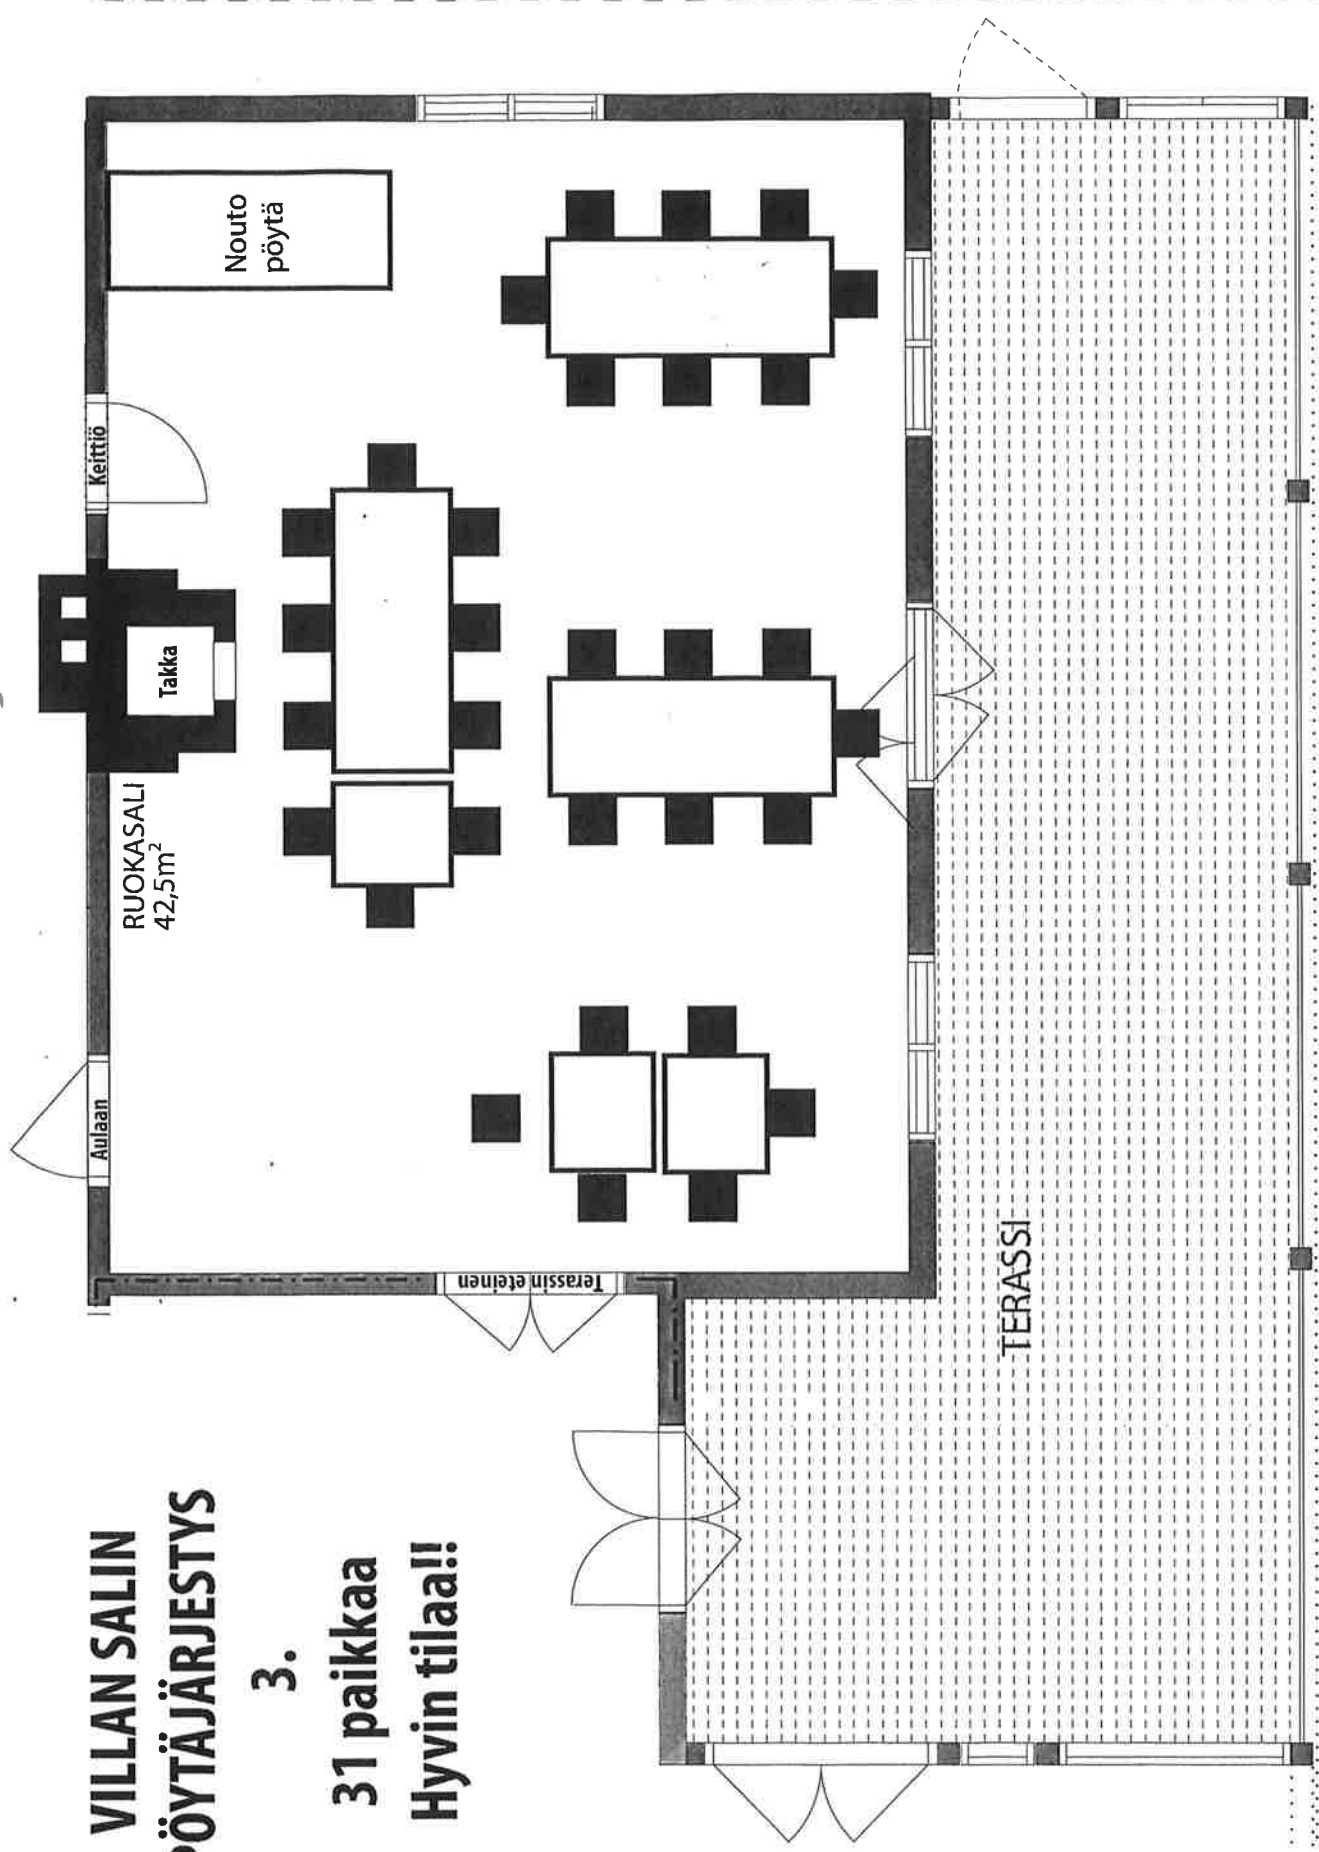 VILLAN SALIN
PÖYTÄJÄRJESTYS
3.
31 paikkaa
Hyvin tilaa!!
Aulaan
RUOKASALI
42,5m²
Takka
Keittiö
Nouto
pöytä
Terassin eteinen
TERASSI